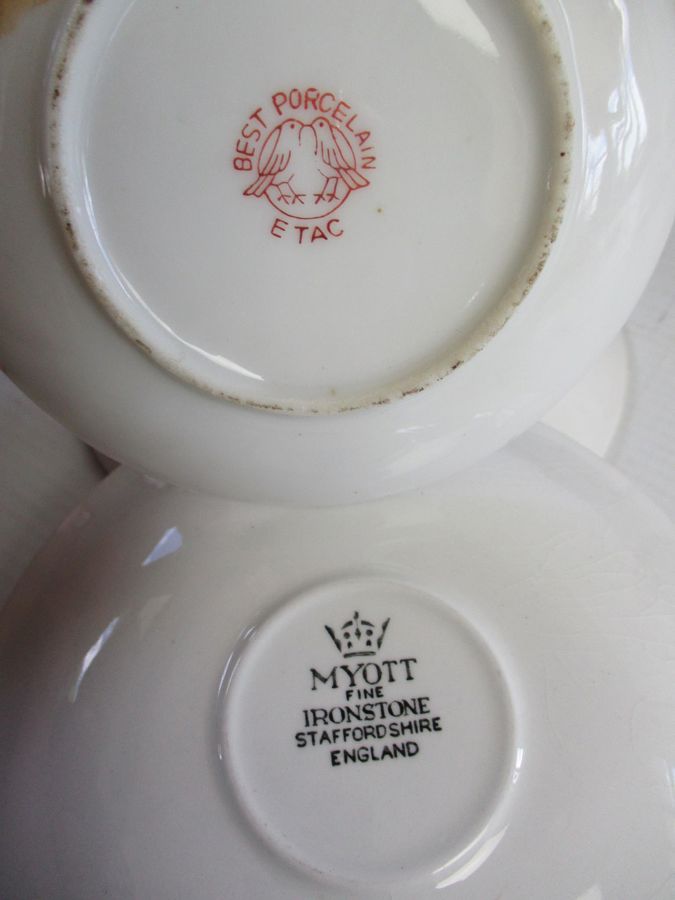 BEST PORCELAIN
E TAC
MYOTT
FINE
IRONSTONE
STAFFORDSHIRE
ENGLAND